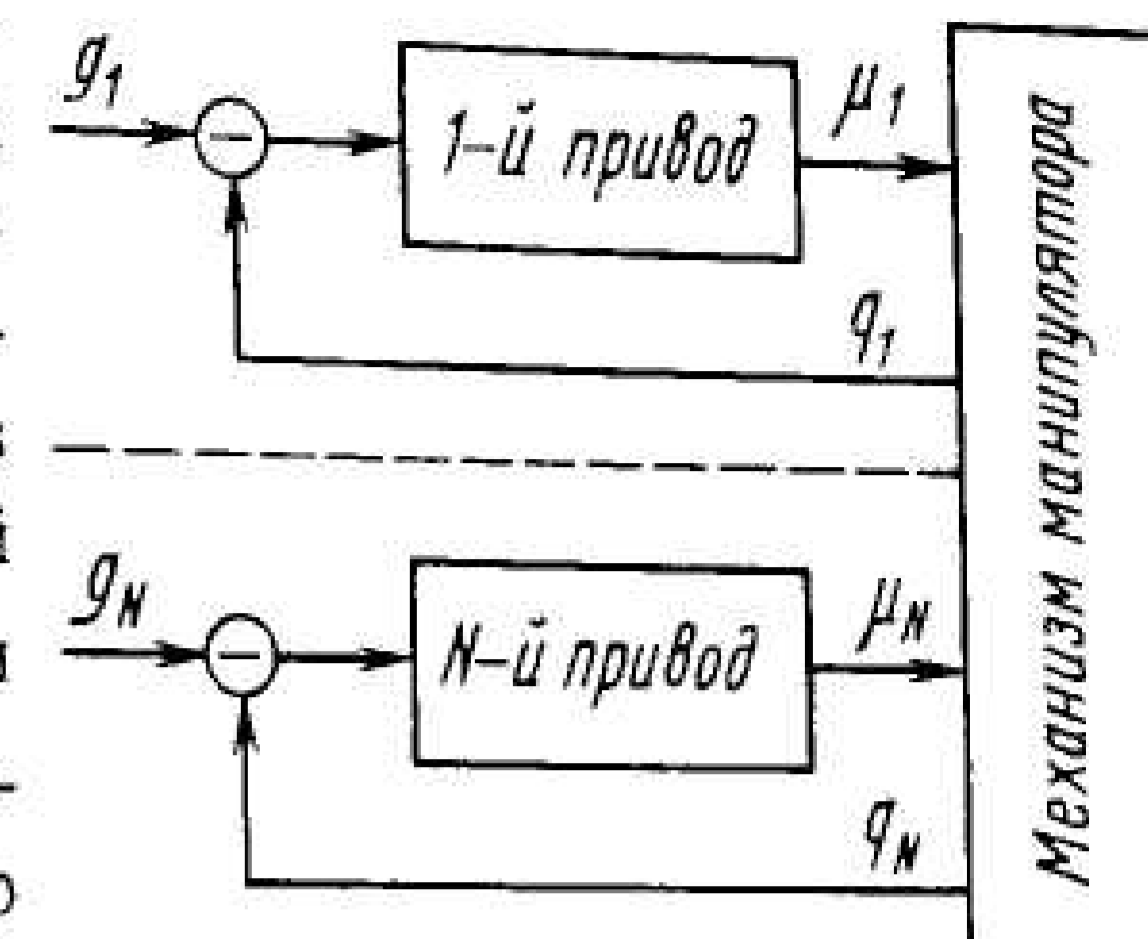 g₁
1-й привод
μ₁
q₁
gN
N-й привод
μN
qN
Механизм манипулятора